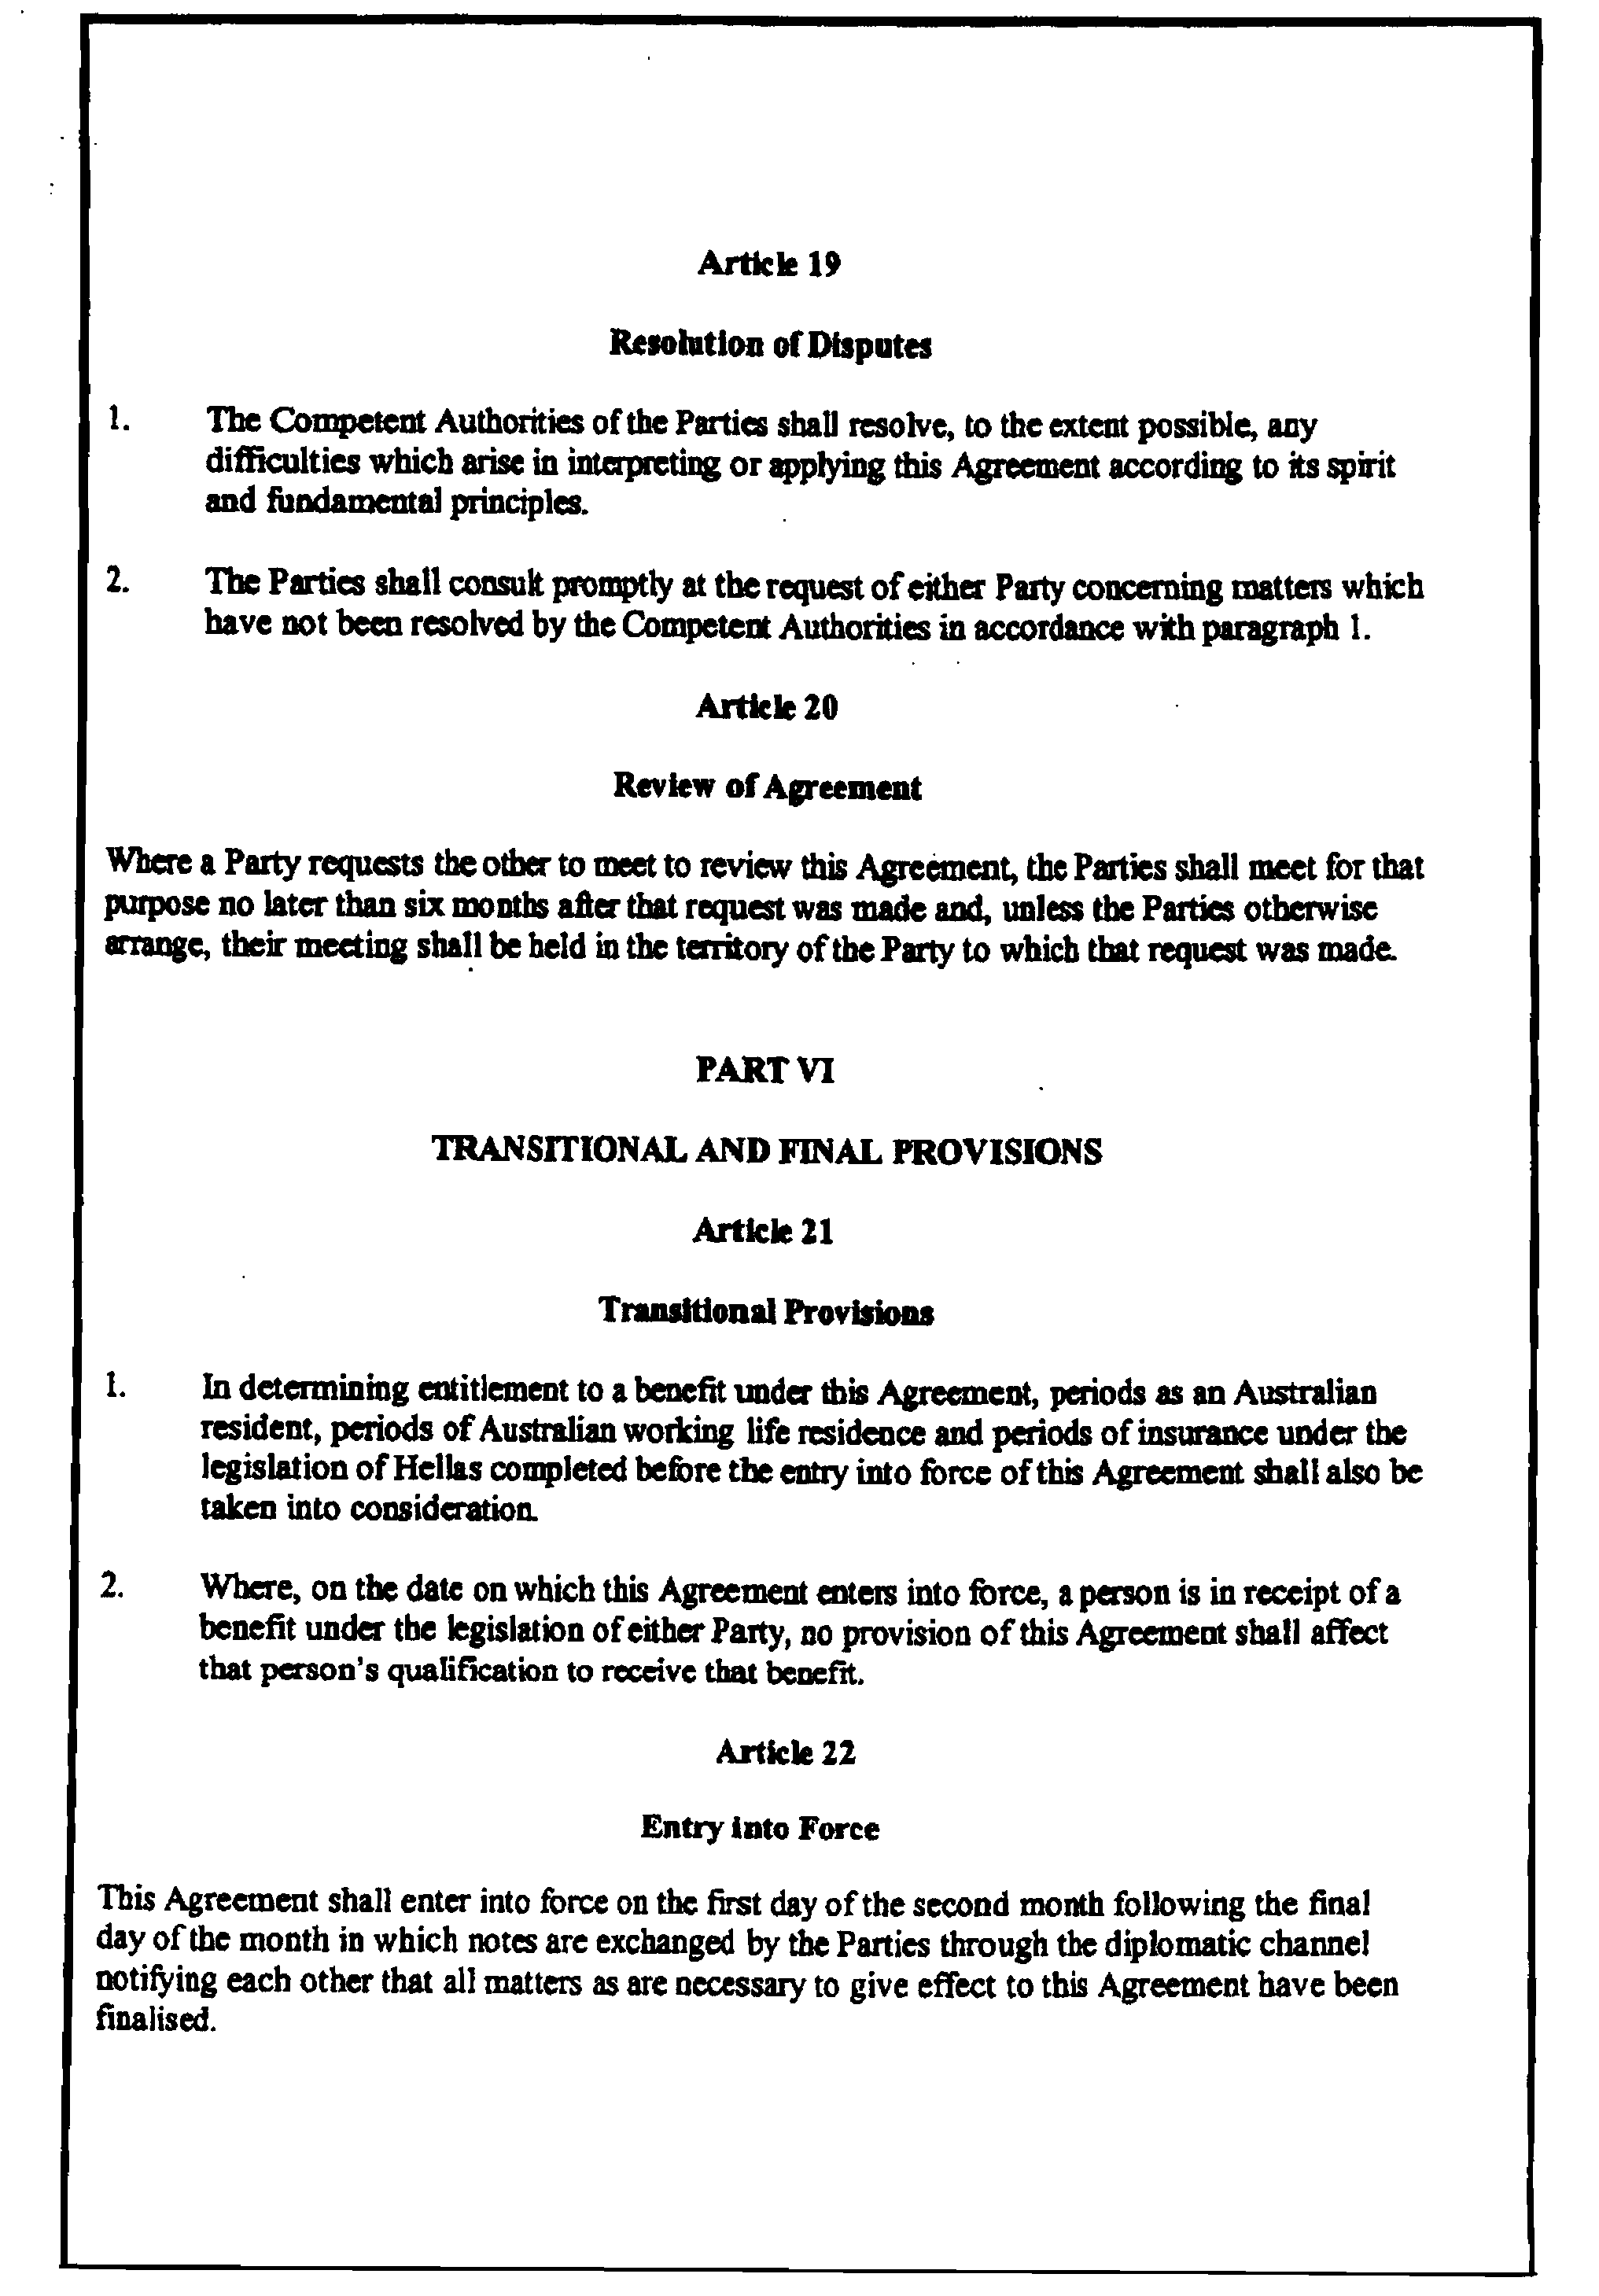 Article 19
Resolution of Disputes
1. The Competent Authorities of the Parties shall resolve, to the extent possible, any
difficulties which arise in interpreting or applying this Agreement according to its spirit
and fundamental principles.
2. The Parties shall consult promptly at the request of either Party concerning matters which
have not been resolved by the Competent Authorities in accordance with paragraph 1.
Article 20
Review of Agreement
Where a Party requests the other to meet to review this Agreement, the Parties shall meet for that
purpose no later than six months after that request was made and, unless the Parties otherwise
arrange, their meeting shall be held in the territory of the Party to which that request was made.
PART VI
TRANSITIONAL AND FINAL PROVISIONS
Article 21
Transitional Provisions
1. In determining entitlement to a benefit under this Agreement, periods as an Australian
resident, periods of Australian working life residence and periods of insurance under the
legislation of Hellas completed before the entry into force of this Agreement shall also be
taken into consideration.
2. Where, on the date on which this Agreement enters into force, a person is in receipt of a
benefit under the legislation of either Party, no provision of this Agreement shall affect
that person's qualification to receive that benefit.
Article 22
Entry into Force
This Agreement shall enter into force on the first day of the second month following the final
day of the month in which notes are exchanged by the Parties through the diplomatic channel
notifying each other that all matters as are necessary to give effect to this Agreement have been
finalised.